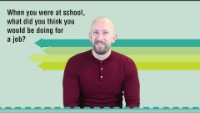 When you were at school,
what did you think you
would be doing for
a job?